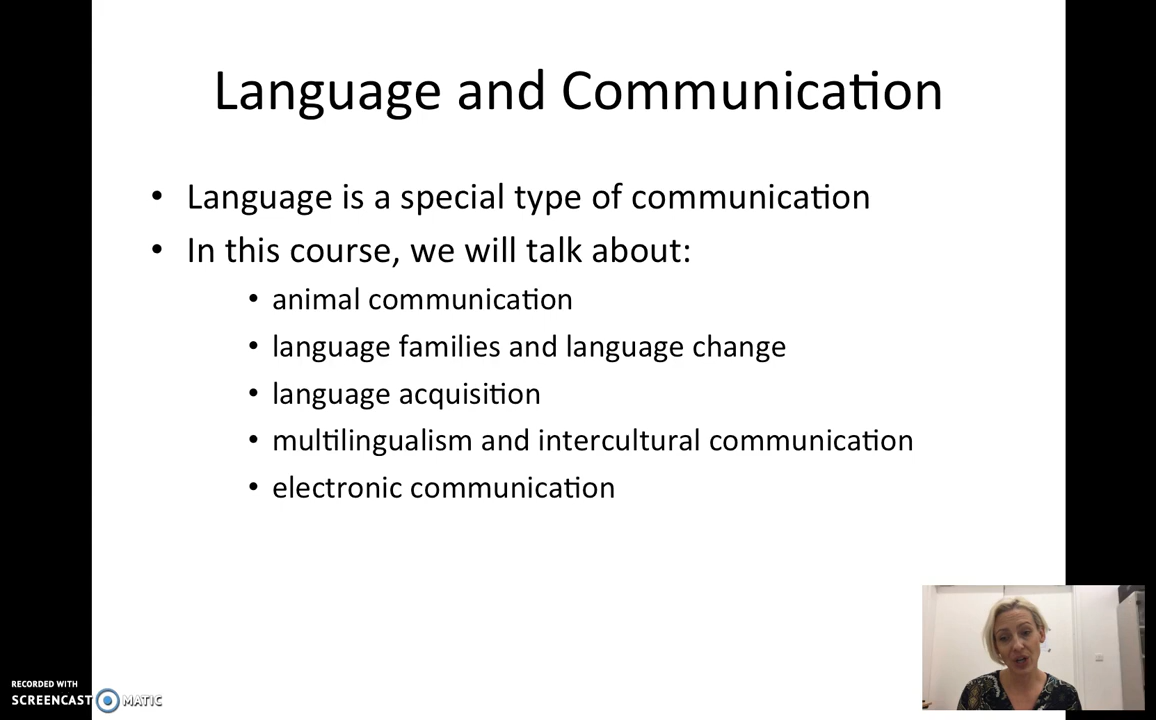 Language and Communication
• Language is a special type of communication
• In this course, we will talk about:
• animal communication
• language families and language change
• language acquisition
• multilingualism and intercultural communication
• electronic communication
RECORDED WITH
SCREENCAST MATIC